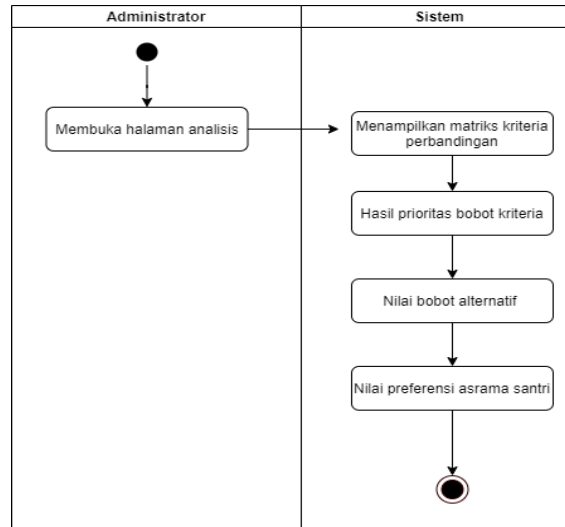 Administrator
Sistem
Membuka halaman analisis
Menampilkan matriks kriteria
perbandingan
Hasil prioritas bobot kriteria
Nilai bobot alternatif
Nilai preferensi asrama santri